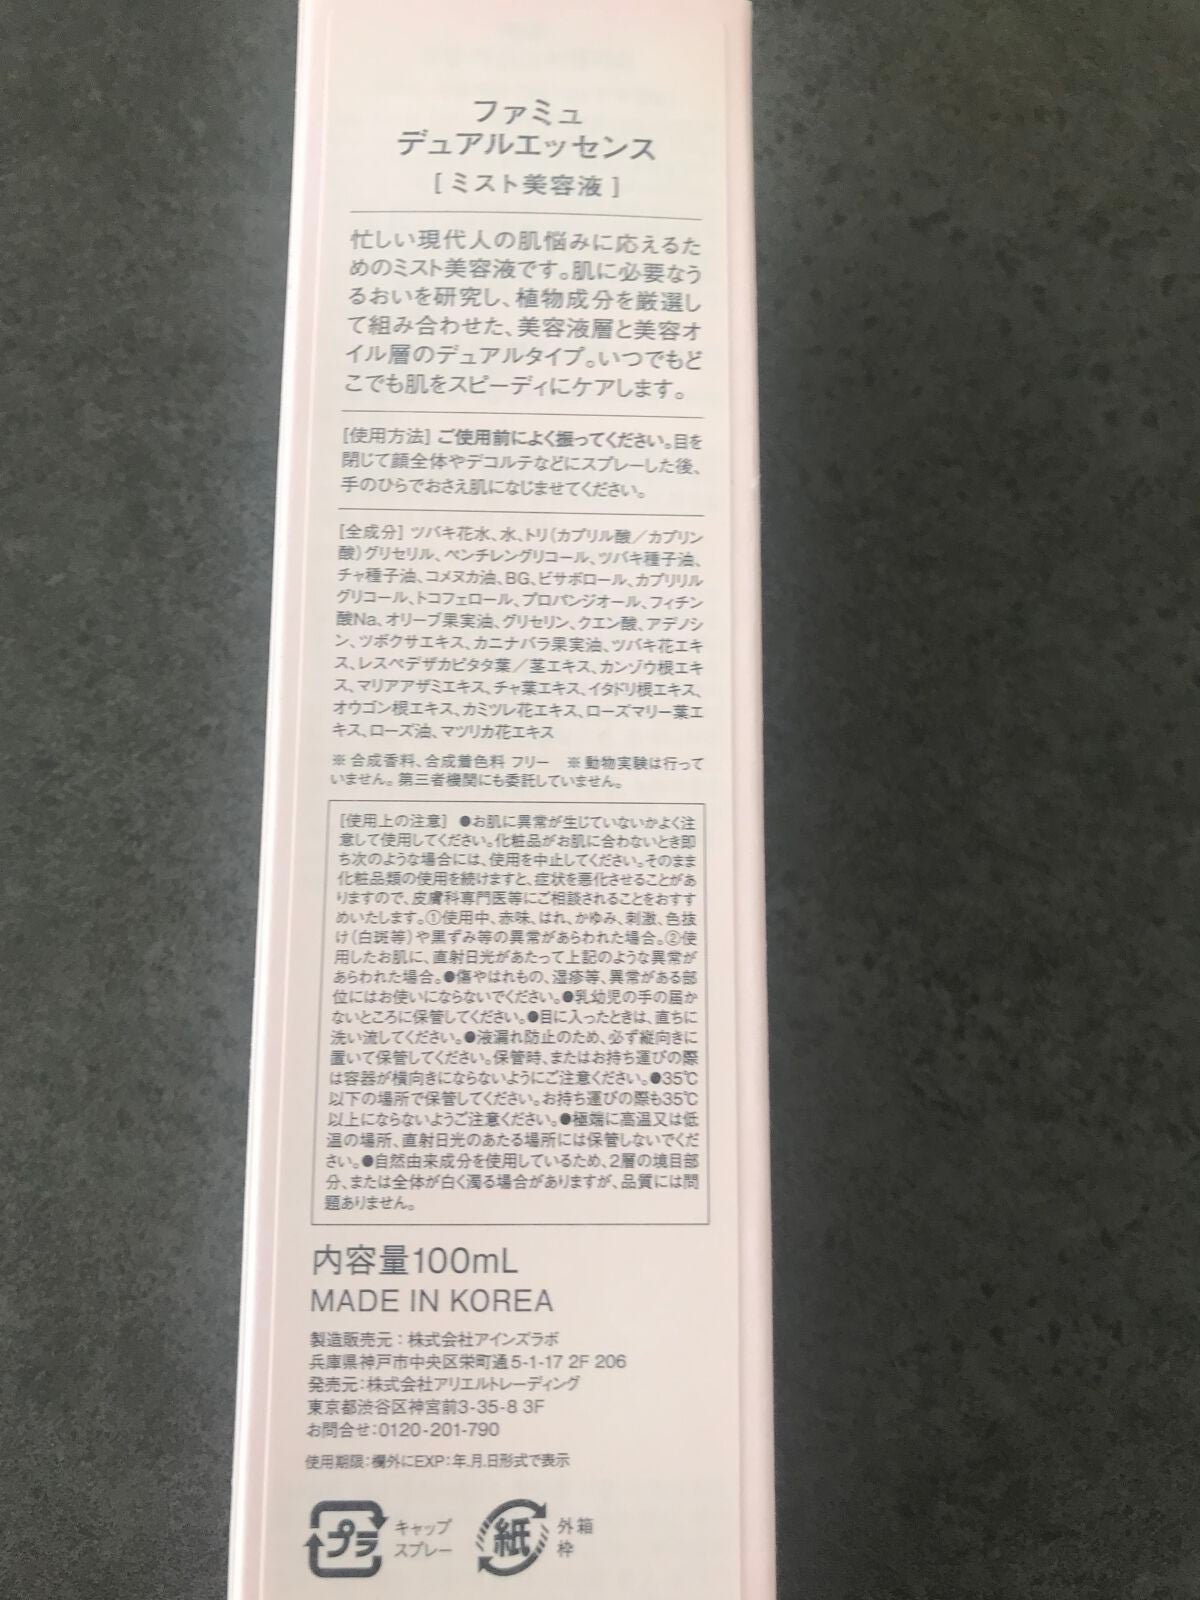 ファミュ
デュアルエッセンス
[ ミスト美容液 ]
忙しい現代人の肌悩みに応えるた
めのミスト美容液です。肌に必要なう
るおいを研究し、植物成分を厳選し
て組み合わせた、美容液層と美容オ
イル層のデュアルタイプ。いつでもど
こでも肌をスピーディにケアします。
[使用方法] ご使用前によく振ってください。目を
閉じて顔全体やデコルテなどにスプレーした後、
手のひらでおさえ肌になじませてください。
[全成分] ツバキ花水、水、トリ(カプリル酸／カプリン
酸)グリセリル、ペンチレングリコール、ツバキ種子油、
チャ種子油、コメヌカ油、BG、ビサボロール、カプリリル
グリコール、トコフェロール、プロパンジオール、フィチン
酸Na、オリーブ果実油、グリセリン、クエン酸、アデノシ
ン、ツボクサエキス、カニナバラ果実油、ツバキ花エキ
ス、レスペデザカピタタ葉／茎エキス、カンゾウ根エキ
ス、マリアアザミエキス、チャ葉エキス、イタドリ根エキス、
オウゴン根エキス、カミツレ花エキス、ローズマリー葉エ
キス、ローズ油、マツリカ花エキス
※ 合成香料、合成着色料 フリー ※ 動物実験は行って
いません。第三者機関にも委託していません。
[使用上の注意] ●お肌に異常が生じていないかよく注
意して使用してください。化粧品がお肌に合わないとき即
ち次のような場合には、使用を中止してください。そのまま
化粧品類の使用を続けますと、症状を悪化させることがあ
りますので、皮膚科専門医等にご相談されることをおすす
めいたします。①使用中、赤味、はれ、かゆみ、刺激、色抜
け(白斑等)や黒ずみ等の異常があらわれた場合。②使
用したお肌に、直射日光があたって上記のような異常が
あらわれた場合。●傷やはれもの、湿疹等、異常がある部
位にはお使いにならないでください。●乳幼児の手の届か
ないところに保管してください。●目に入ったときは、直ちに
洗い流してください。●液漏れ防止のため、必ず縦向きに
置いて保管してください。保管時、またはお持ち運びの際
は容器が横向きにならないようにご注意ください。●35℃
以下の場所で保管してください。お持ち運びの際も35℃
以上にならないようご注意ください。●極端に高温又は低
温の場所、直射日光のあたる場所には保管しないでくだ
さい。●自然由来成分を使用しているため、2層の境目部
分、または全体が白く濁る場合がありますが、品質には問
題ありません。
内容量100mL
MADE IN KOREA
製造販売元：株式会社アインズラボ
兵庫県神戸市中央区栄町通5-1-17 2F 206
発売元：株式会社アリエルトレーディング
東京都渋谷区神宮前3-35-8 3F
お問合せ：0120-201-790
使用期限：欄外にEXP：年.月.日形式で表示
プラ
キャップ
スプレー
紙
外箱
枠